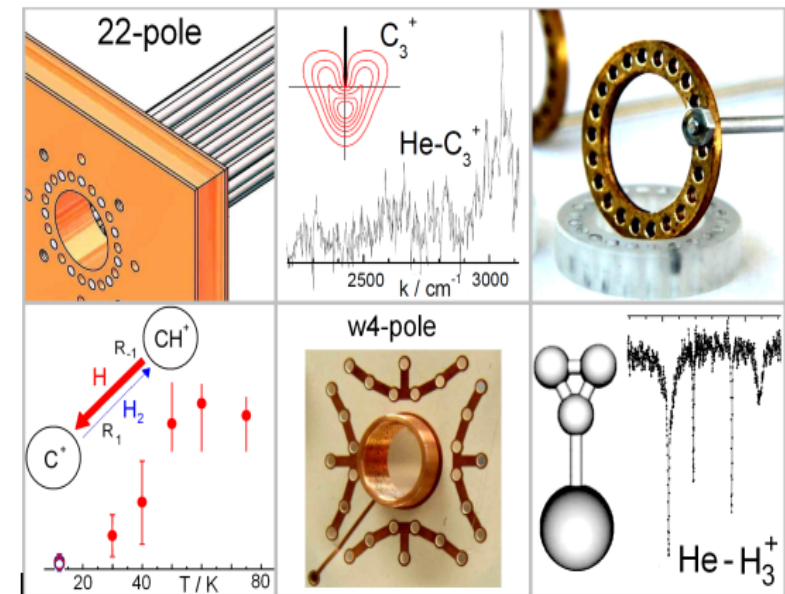 22-pole
C₃⁺
He-C₃⁺
2500
3000
k / cm⁻¹
w4-pole
CH⁺
R₋₁
H
H₂
R₁
C⁺
20
40
T / K
80
He - H₃⁺